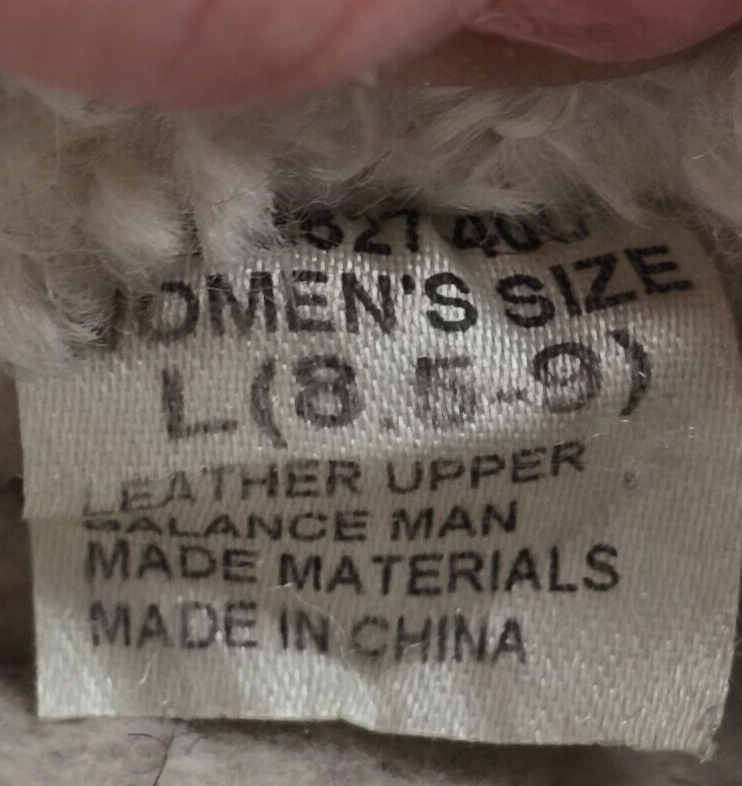 WOMEN'S SIZE
L(8.5-9)
LEATHER UPPER
BALANCE MAN
MADE MATERIALS
MADE IN CHINA